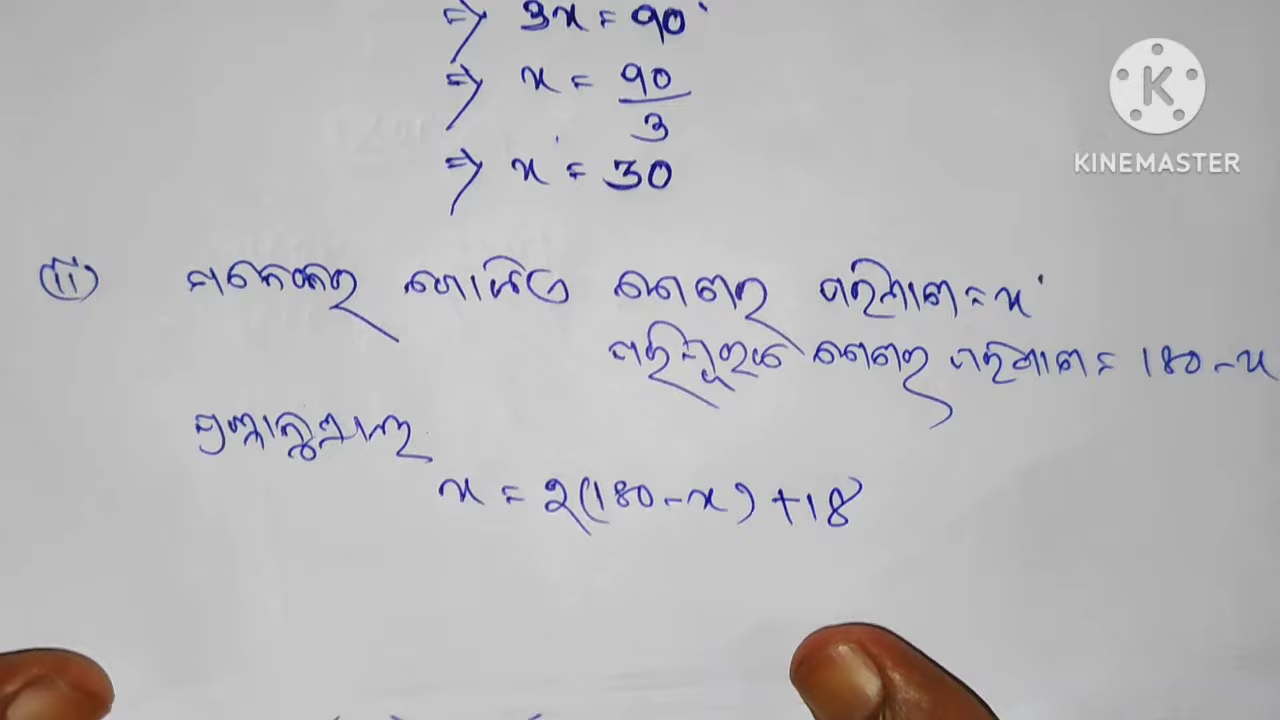 ⇒ 3x = 90°
⇒ x = 90/3
⇒ x = 30
KINEMASTER
(ii) ମନେକର କୋଣଟି କୋଣର ପରିମାଣ = x°
ପରିପୂରକ କୋଣର ପରିମାଣ = 180 - x
ପ୍ରଶ୍ନାନୁସାରେ
x = 2(180 - x) + 18